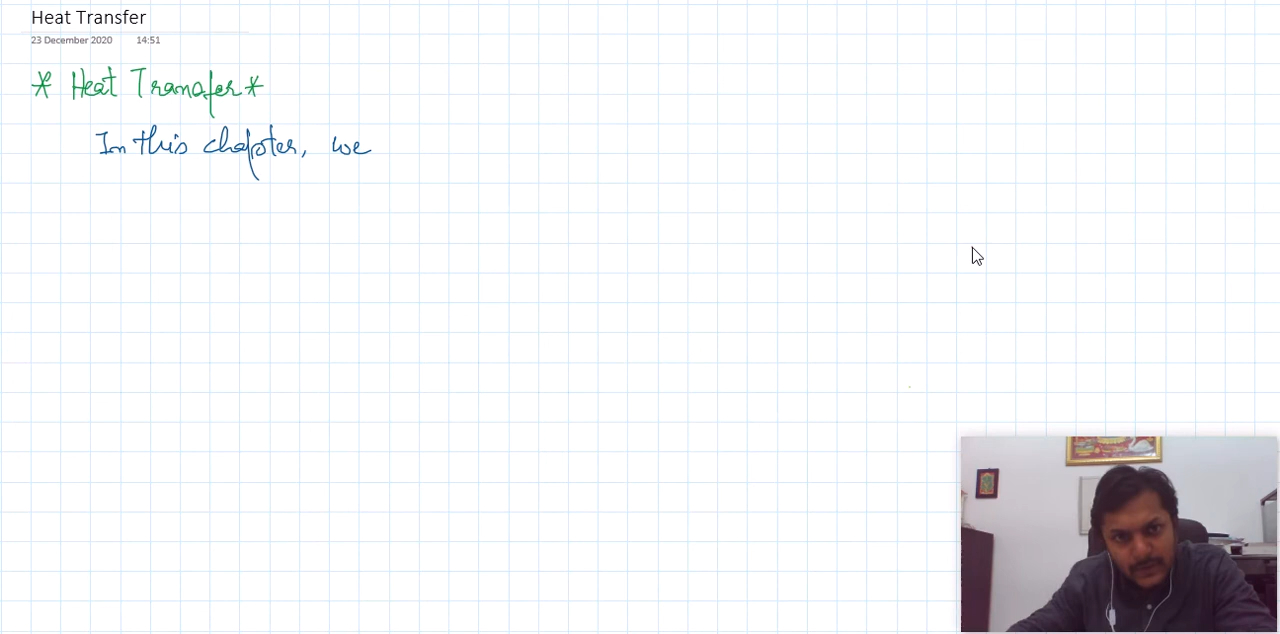 Heat Transfer
23 December 2020 14:51
* Heat Transfer *
In this chapter, we